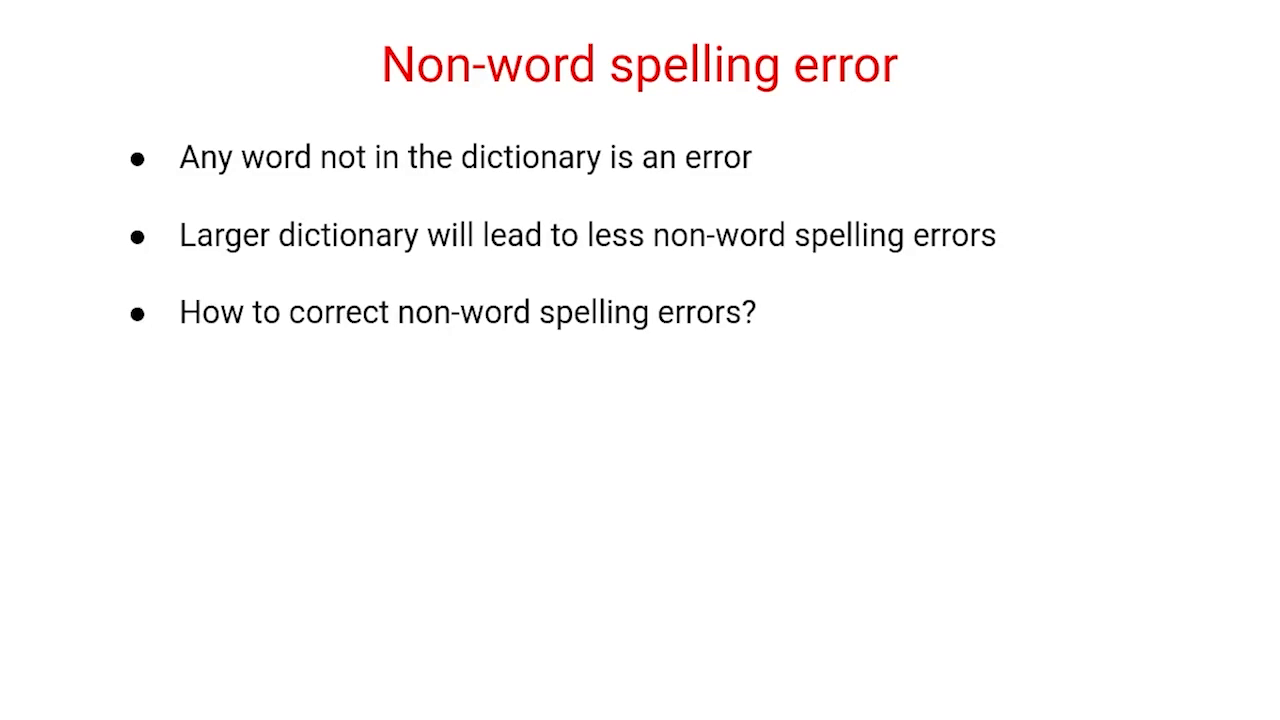 Non-word spelling error
● Any word not in the dictionary is an error
● Larger dictionary will lead to less non-word spelling errors
● How to correct non-word spelling errors?